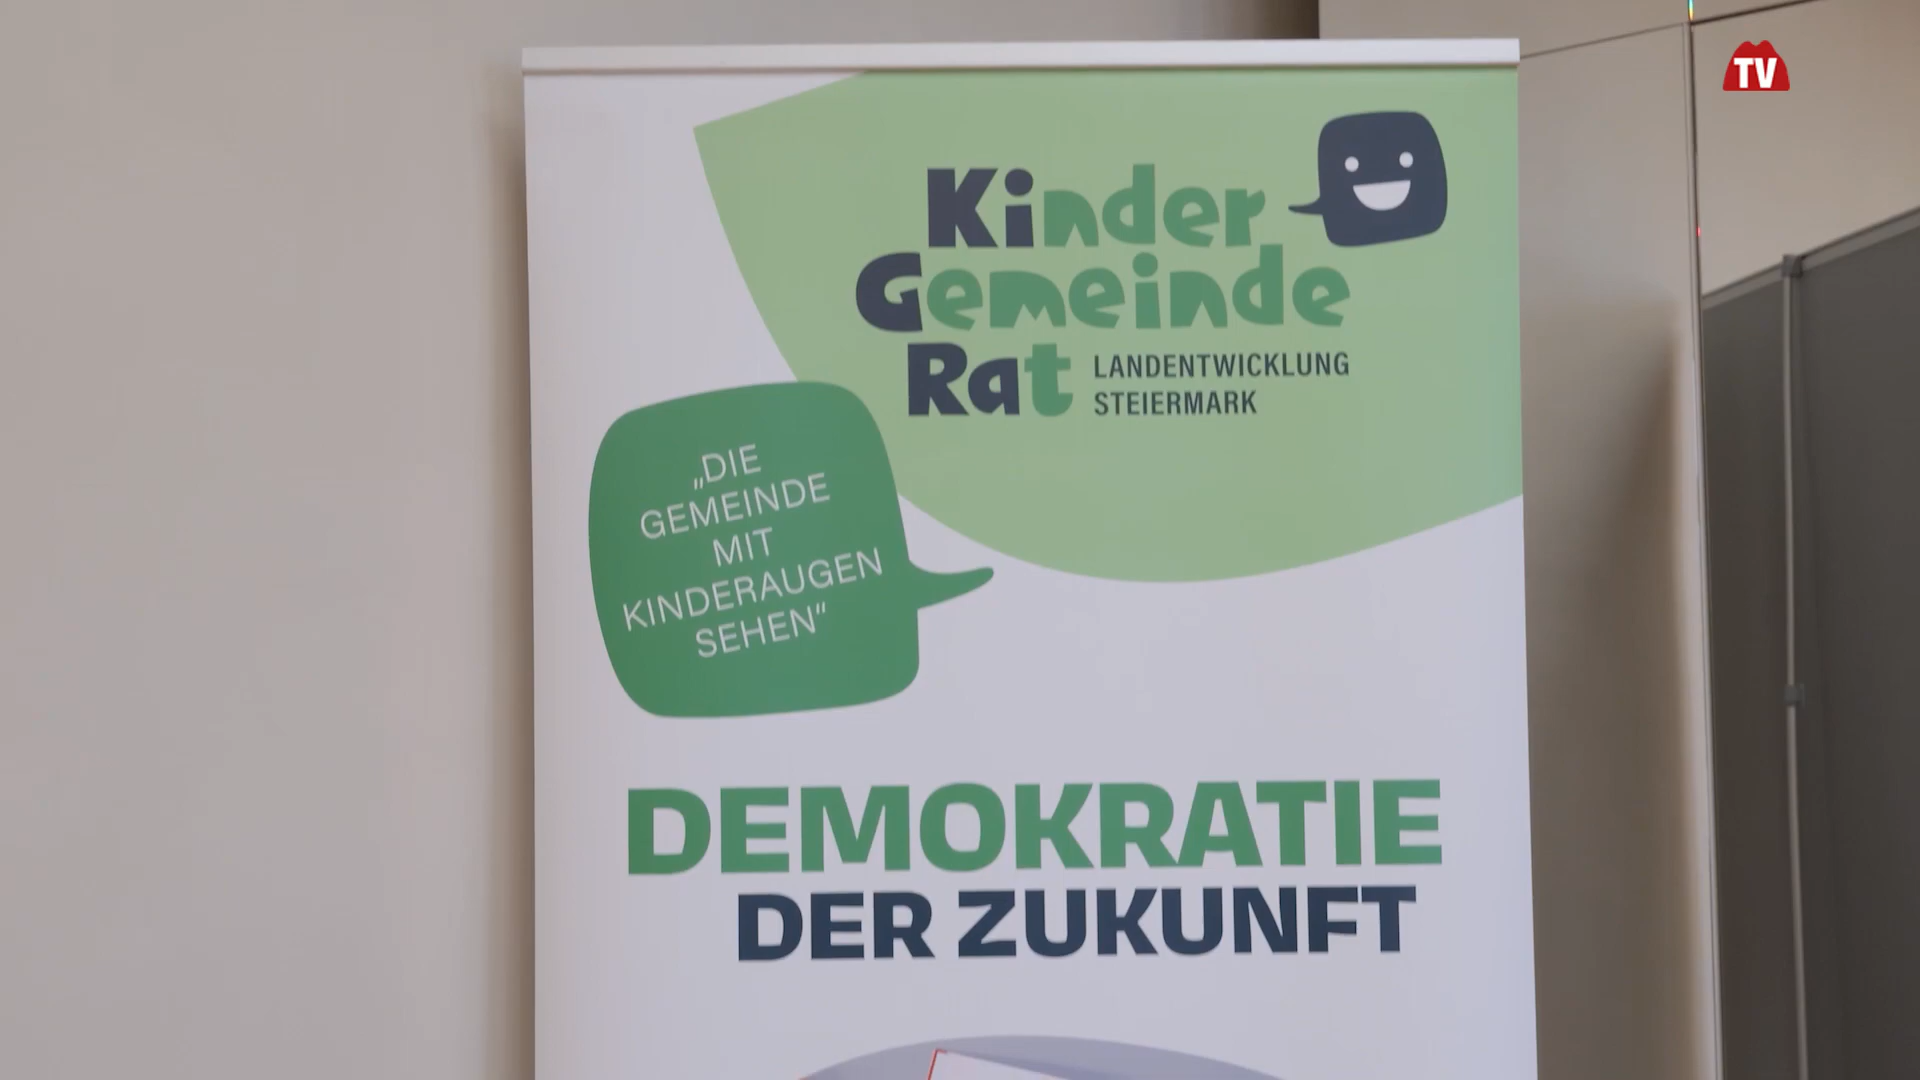 TV
Kinder
Gemeinde
Rat
LANDENTWICKLUNG
STEIERMARK
„DIE
GEMEINDE
MIT
KINDERAUGEN
SEHEN“
DEMOKRATIE
DER ZUKUNFT